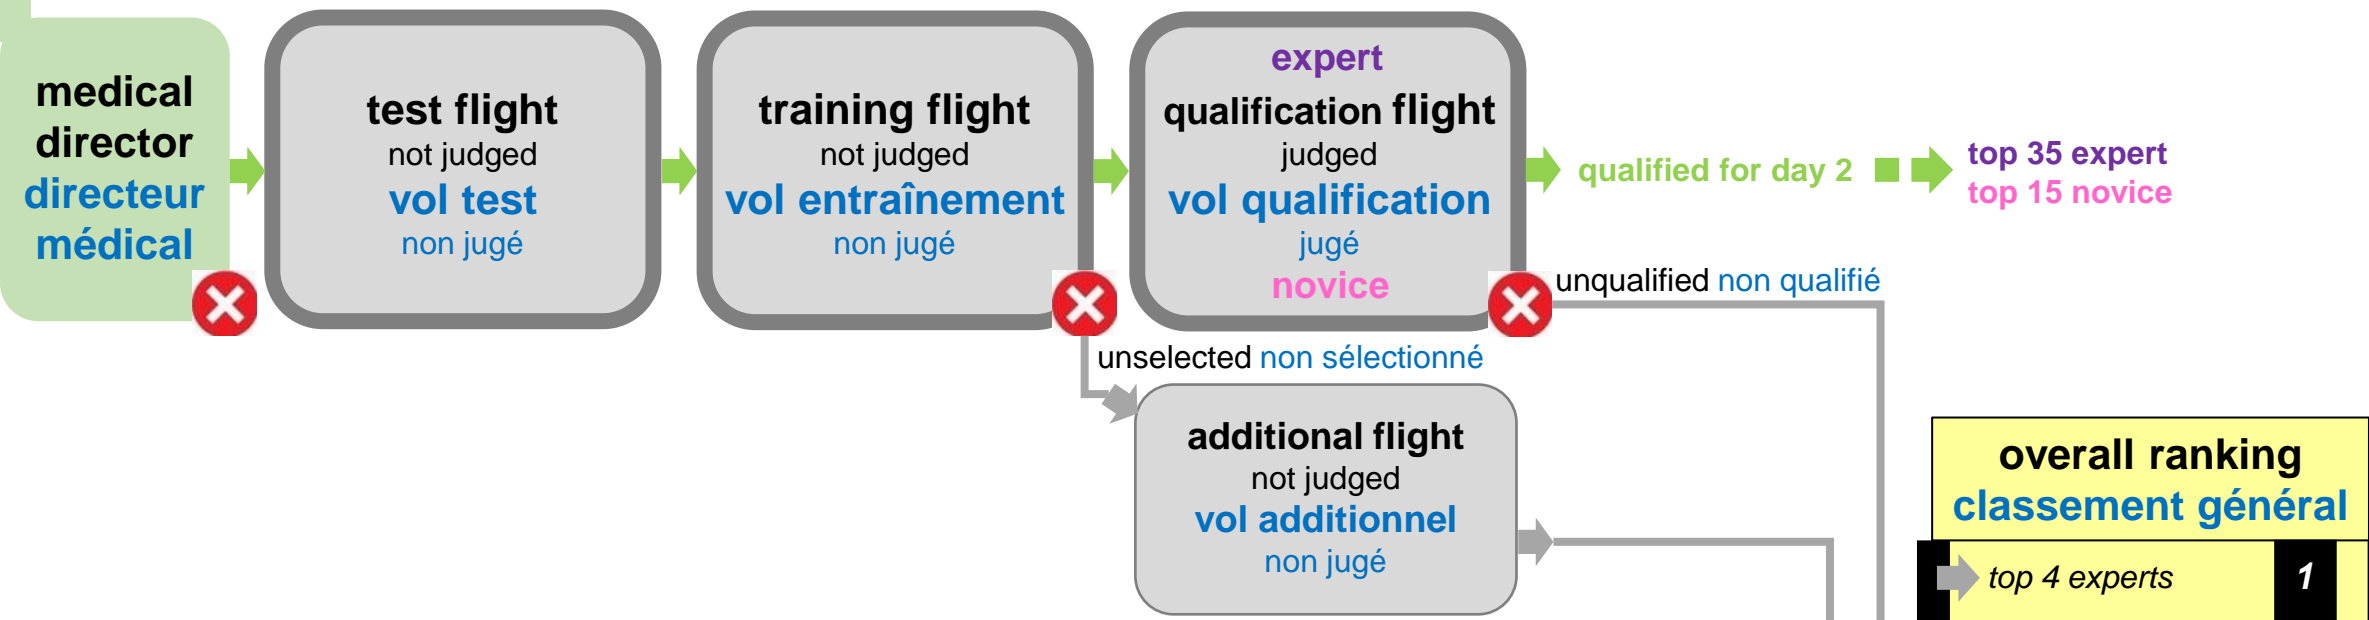 medical
director
directeur
médical
test flight
not judged
vol test
non jugé
training flight
not judged
vol entraînement
non jugé
expert
qualification flight
judged
vol qualification
jugé
novice
qualified for day 2
top 35 expert
top 15 novice
unqualified non qualifié
unselected non sélectionné
additional flight
not judged
vol additionnel
non jugé
overall ranking
classement général
top 4 experts 1